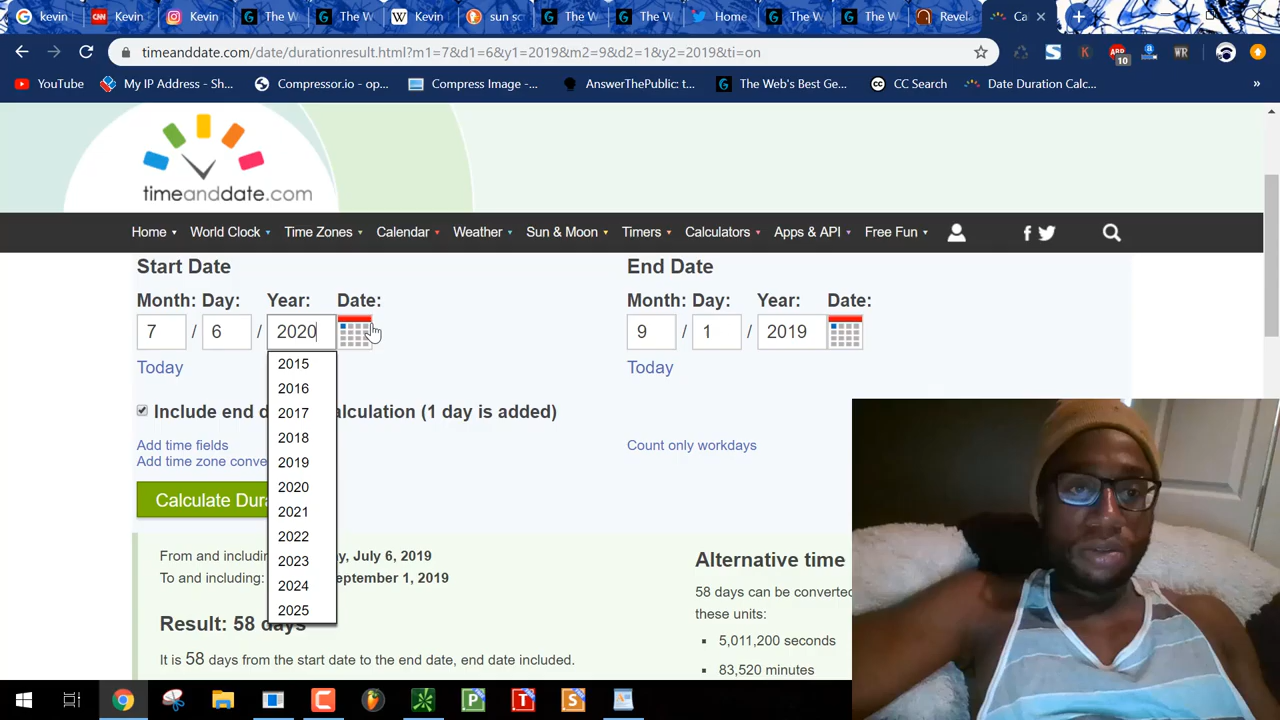 kevin
Kevin
Kevin
The W
The W
Kevin
sun sc
The W
The W
Home
The W
The W
Revela
Ca
timeanddate.com/date/durationresult.html?m1=7&d1=6&y1=2019&m2=9&d2=1&y2=2019&ti=on
10
WR
YouTube
My IP Address - Sh...
Compressor.io - op...
Compress Image -...
AnswerThePublic: t...
The Web's Best Ge...
CC Search
Date Duration Calc...
»
timeanddate.com
Home
World Clock
Time Zones
Calendar
Weather
Sun & Moon
Timers
Calculators
Apps & API
Free Fun
Start Date
End Date
Month: Day: Year: Date:
Month: Day: Year: Date:
7 / 6 / 2020
9 / 1 / 2019
Today
Today
2015
2016
2017
2018
2019
2020
2021
2022
2023
2024
2025
Include end d alculation (1 day is added)
Add time fields
Count only workdays
Add time zone conve
Calculate Dura
From and includin y, July 6, 2019
To and including: eptember 1, 2019
Result: 58 days
It is 58 days from the start date to the end date, end date included.
Alternative time
58 days can be converted
these units:
5,011,200 seconds
83,520 minutes